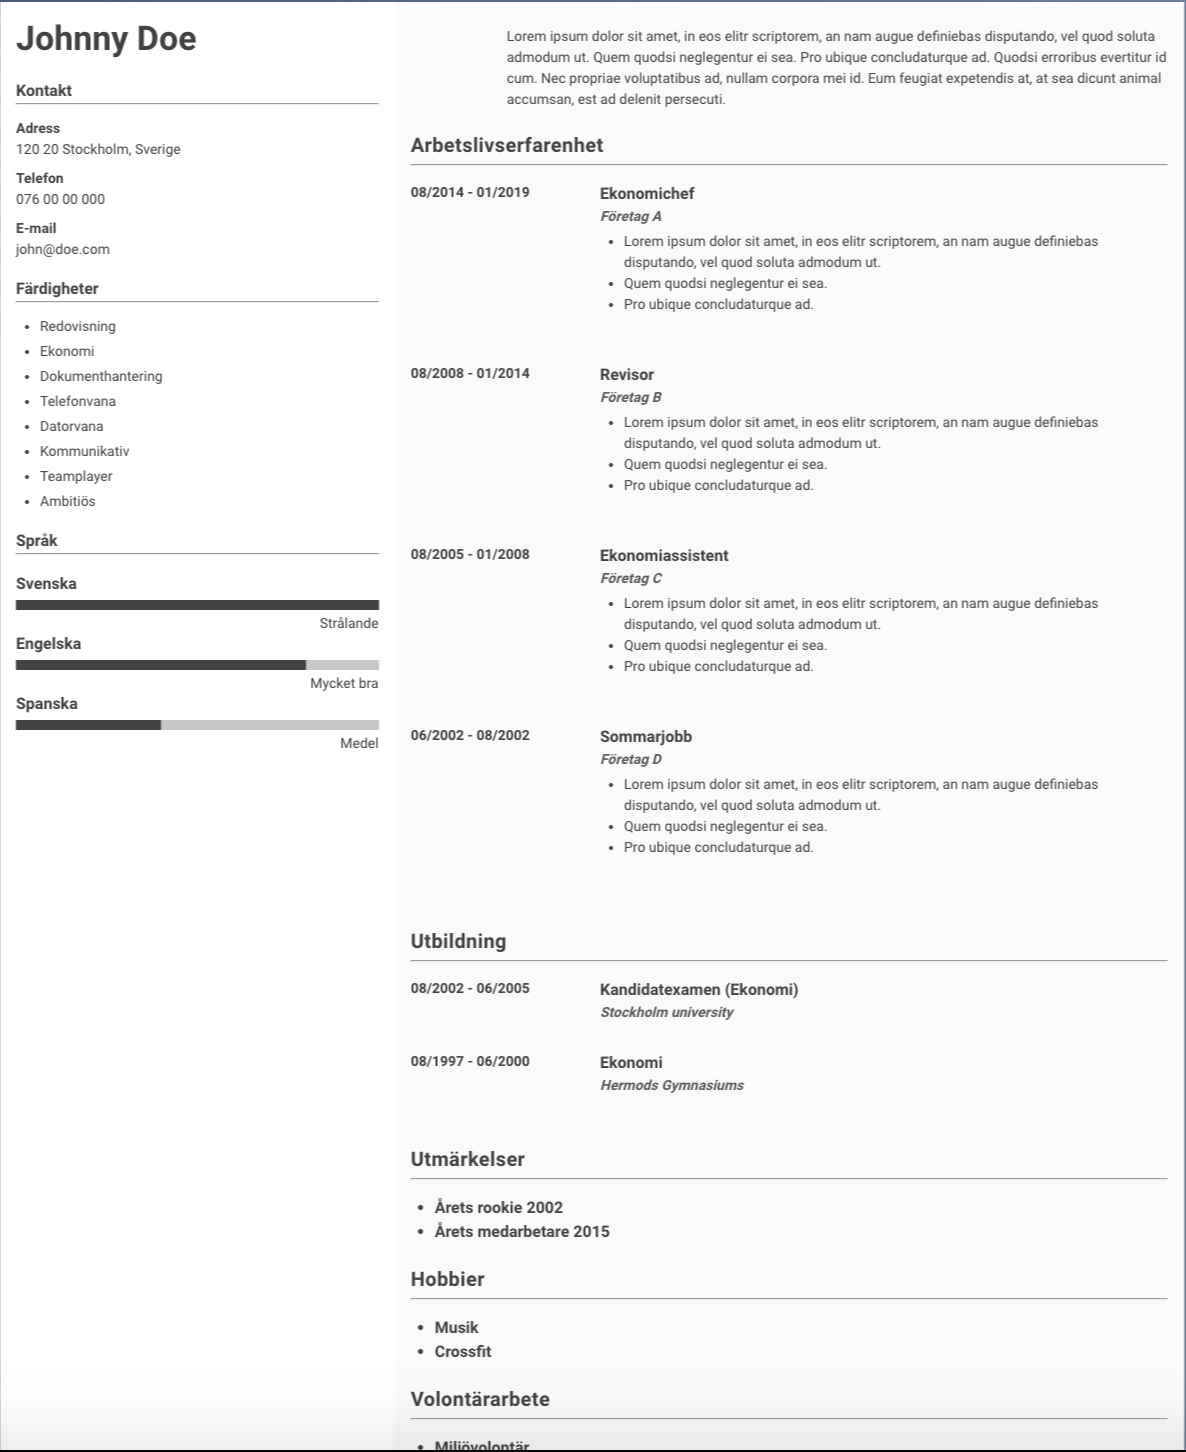 Johnny Doe
Kontakt
Adress
120 20 Stockholm, Sverige
Telefon
076 00 00 000
E-mail
john@doe.com
Färdigheter
• Redovisning
• Ekonomi
• Dokumenthantering
• Telefonvana
• Datorvana
• Kommunikativ
• Teamplayer
• Ambitiös
Språk
Svenska
Strålande
Engelska
Mycket bra
Spanska
Medel
Lorem ipsum dolor sit amet, in eos elitr scriptorem, an nam augue definiebas disputando, vel quod soluta
admodum ut. Quem quodsi neglegentur ei sea. Pro ubique concludaturque ad. Quodsi erroribus evertitur id
cum. Nec propriae voluptatibus ad, nullam corpora mei id. Eum feugiat expetendis at, at sea dicunt animal
accumsan, est ad delenit persecuti.
Arbetslivserfarenhet
08/2014 - 01/2019 Ekonomichef
Företag A
• Lorem ipsum dolor sit amet, in eos elitr scriptorem, an nam augue definiebas
disputando, vel quod soluta admodum ut.
• Quem quodsi neglegentur ei sea.
• Pro ubique concludaturque ad.
08/2008 - 01/2014 Revisor
Företag B
• Lorem ipsum dolor sit amet, in eos elitr scriptorem, an nam augue definiebas
disputando, vel quod soluta admodum ut.
• Quem quodsi neglegentur ei sea.
• Pro ubique concludaturque ad.
08/2005 - 01/2008 Ekonomiassistent
Företag C
• Lorem ipsum dolor sit amet, in eos elitr scriptorem, an nam augue definiebas
disputando, vel quod soluta admodum ut.
• Quem quodsi neglegentur ei sea.
• Pro ubique concludaturque ad.
06/2002 - 08/2002 Sommarjobb
Företag D
• Lorem ipsum dolor sit amet, in eos elitr scriptorem, an nam augue definiebas
disputando, vel quod soluta admodum ut.
• Quem quodsi neglegentur ei sea.
• Pro ubique concludaturque ad.
Utbildning
08/2002 - 06/2005 Kandidatexamen (Ekonomi)
Stockholm university
08/1997 - 06/2000 Ekonomi
Hermods Gymnasiums
Utmärkelser
• Årets rookie 2002
• Årets medarbetare 2015
Hobbier
• Musik
• Crossfit
Volontärarbete
• Miljövolontär